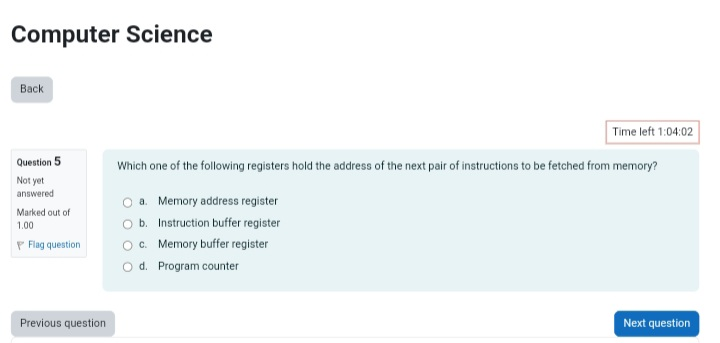 Computer Science
Back
Time left 1:04:02
Question 5
Not yet
answered
Marked out of
1.00
Flag question
Which one of the following registers hold the address of the next pair of instructions to be fetched from memory?
a. Memory address register
b. Instruction buffer register
c. Memory buffer register
d. Program counter
Previous question
Next question